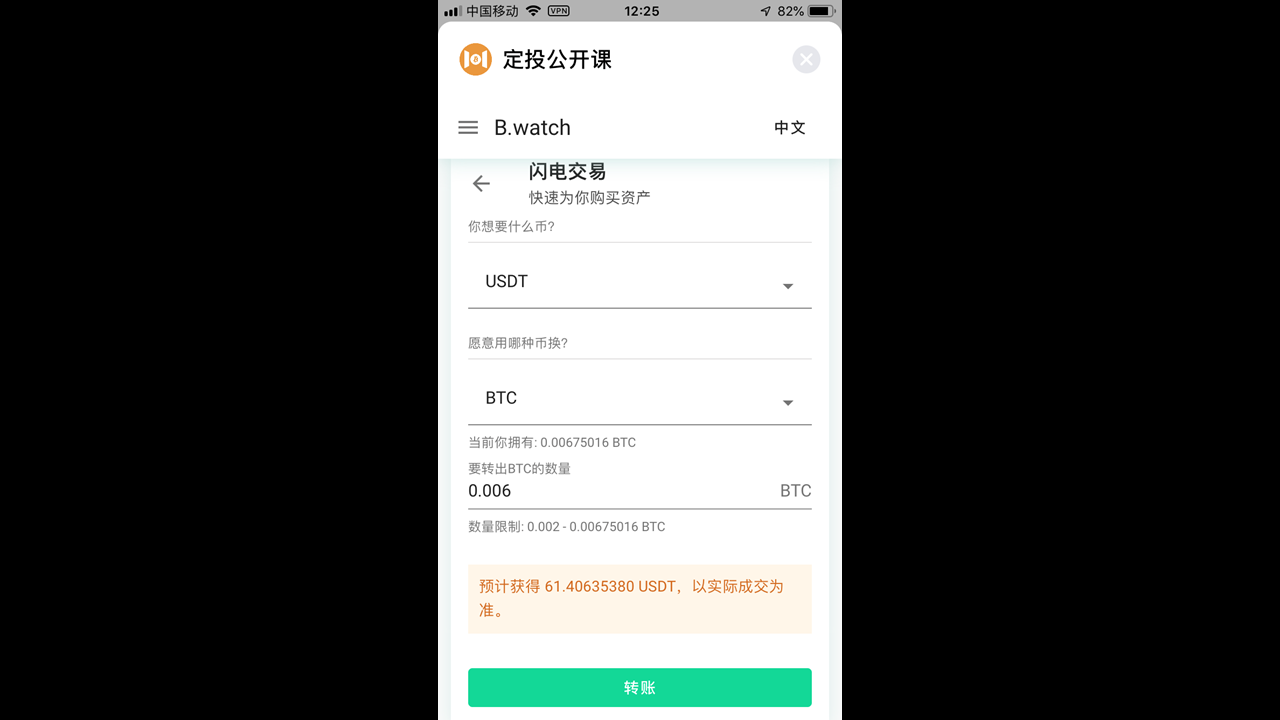 中国移动 VPN 12:25 82%
定投公开课
B.watch 中文
闪电交易
快速为你购买资产
你想要什么币?
USDT
愿意用哪种币换?
BTC
当前你拥有: 0.00675016 BTC
要转出BTC的数量
0.006 BTC
数量限制: 0.002 - 0.00675016 BTC
预计获得 61.40635380 USDT，以实际成交为
准。
转账